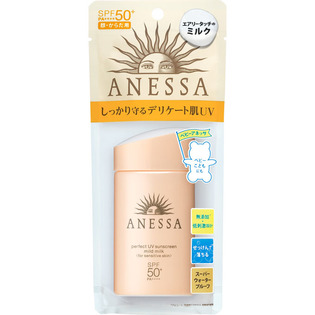 SPF50+
PA++++
顔・からだ用
エアリータッチの
ミルク
ANESSA
しっかり守るデリケート肌UV
ベビーアネッサ!
ベビー
こども
にも
ANESSA
perfect UV sunscreen
mild milk
(for sensitive skin)
SPF
50+
PA++++
無添加
低刺激設計
せっけんで
落ちる
スーパー
ウォーター
プルーフ